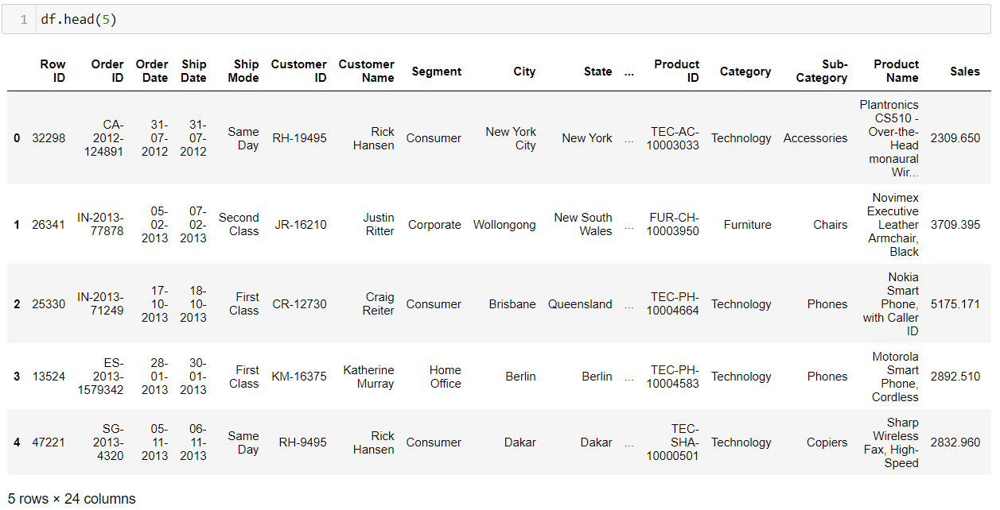 1 df.head(5)
Row ID Order ID Order Date Ship Date Ship Mode Customer ID Customer Name Segment City State ... Product ID Category Sub-Category Product Name Sales
0 32298 CA-2012-124891 31-07-2012 31-07-2012 Same Day RH-19495 Rick Hansen Consumer New York City New York ... TEC-AC-10003033 Technology Accessories Plantronics CS510 - Over-the-Head monaural Wir... 2309.650
1 26341 IN-2013-77878 05-02-2013 07-02-2013 Second Class JR-16210 Justin Ritter Corporate Wollongong New South Wales ... FUR-CH-10003950 Furniture Chairs Novimex Executive Leather Armchair, Black 3709.395
2 25330 IN-2013-71249 17-10-2013 18-10-2013 First Class CR-12730 Craig Reiter Consumer Brisbane Queensland ... TEC-PH-10004664 Technology Phones Nokia Smart Phone, with Caller ID 5175.171
3 13524 ES-2013-1579342 28-01-2013 30-01-2013 First Class KM-16375 Katherine Murray Home Office Berlin Berlin ... TEC-PH-10004583 Technology Phones Motorola Smart Phone, Cordless 2892.510
4 47221 SG-2013-4320 05-11-2013 06-11-2013 Same Day RH-9495 Rick Hansen Consumer Dakar Dakar ... TEC-SHA-10000501 Technology Copiers Sharp Wireless Fax, High-Speed 2832.960
5 rows × 24 columns